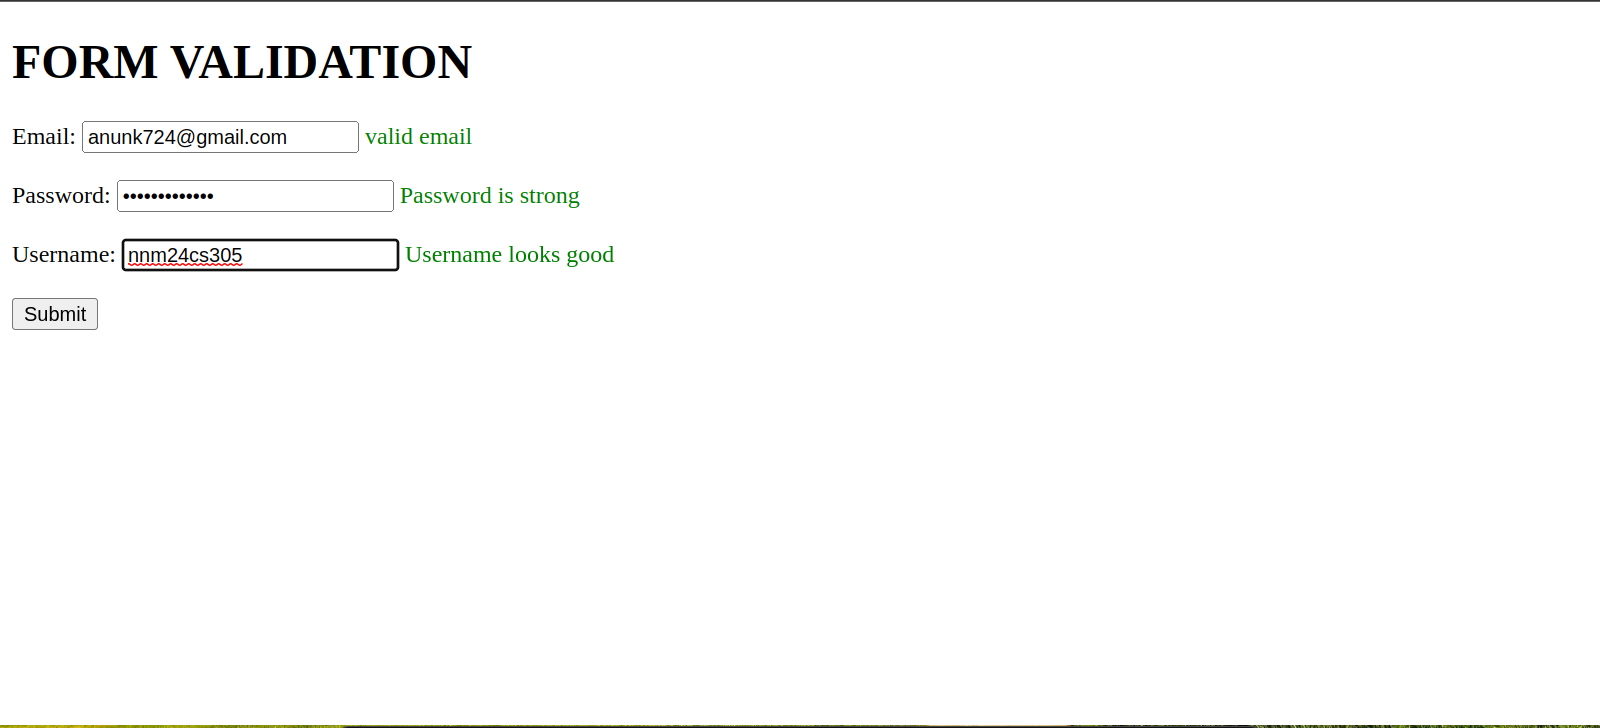 FORM VALIDATION
Email: anunk724@gmail.com valid email
Password: ••••••••••••• Password is strong
Username: nnm24cs305 Username looks good
Submit